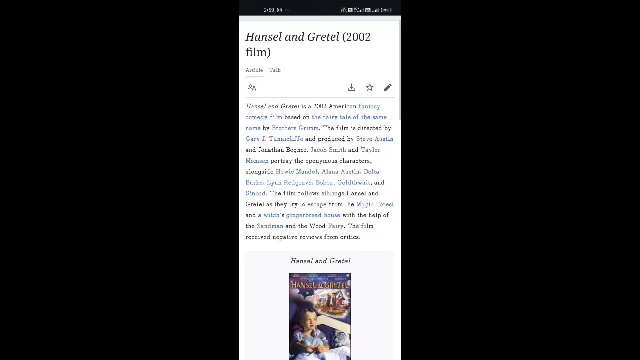 Hansel and Gretel (2002
film)
Article Talk
Hansel and Gretel is a 2002 American fantasy
comedy film based on the fairy tale of the same
name by Brothers Grimm. The film is directed by
Gary J. Tunnicliffe and produced by Steve Austin
and Jonathan Bogner. Jacob Smith and Taylor
Momsen portray the eponymous characters,
alongside Howie Mandel, Alana Austin, Delta
Burke, Lynn Redgrave, Bobcat Goldthwait, and
Sinbad. The film follows siblings Hansel and
Gretel as they try to escape from the Magic Forest
and a witch's gingerbread house with the help of
the Sandman and the Wood Fairy. The film
received negative reviews from critics.
Hansel and Gretel
HANSEL & GRETEL